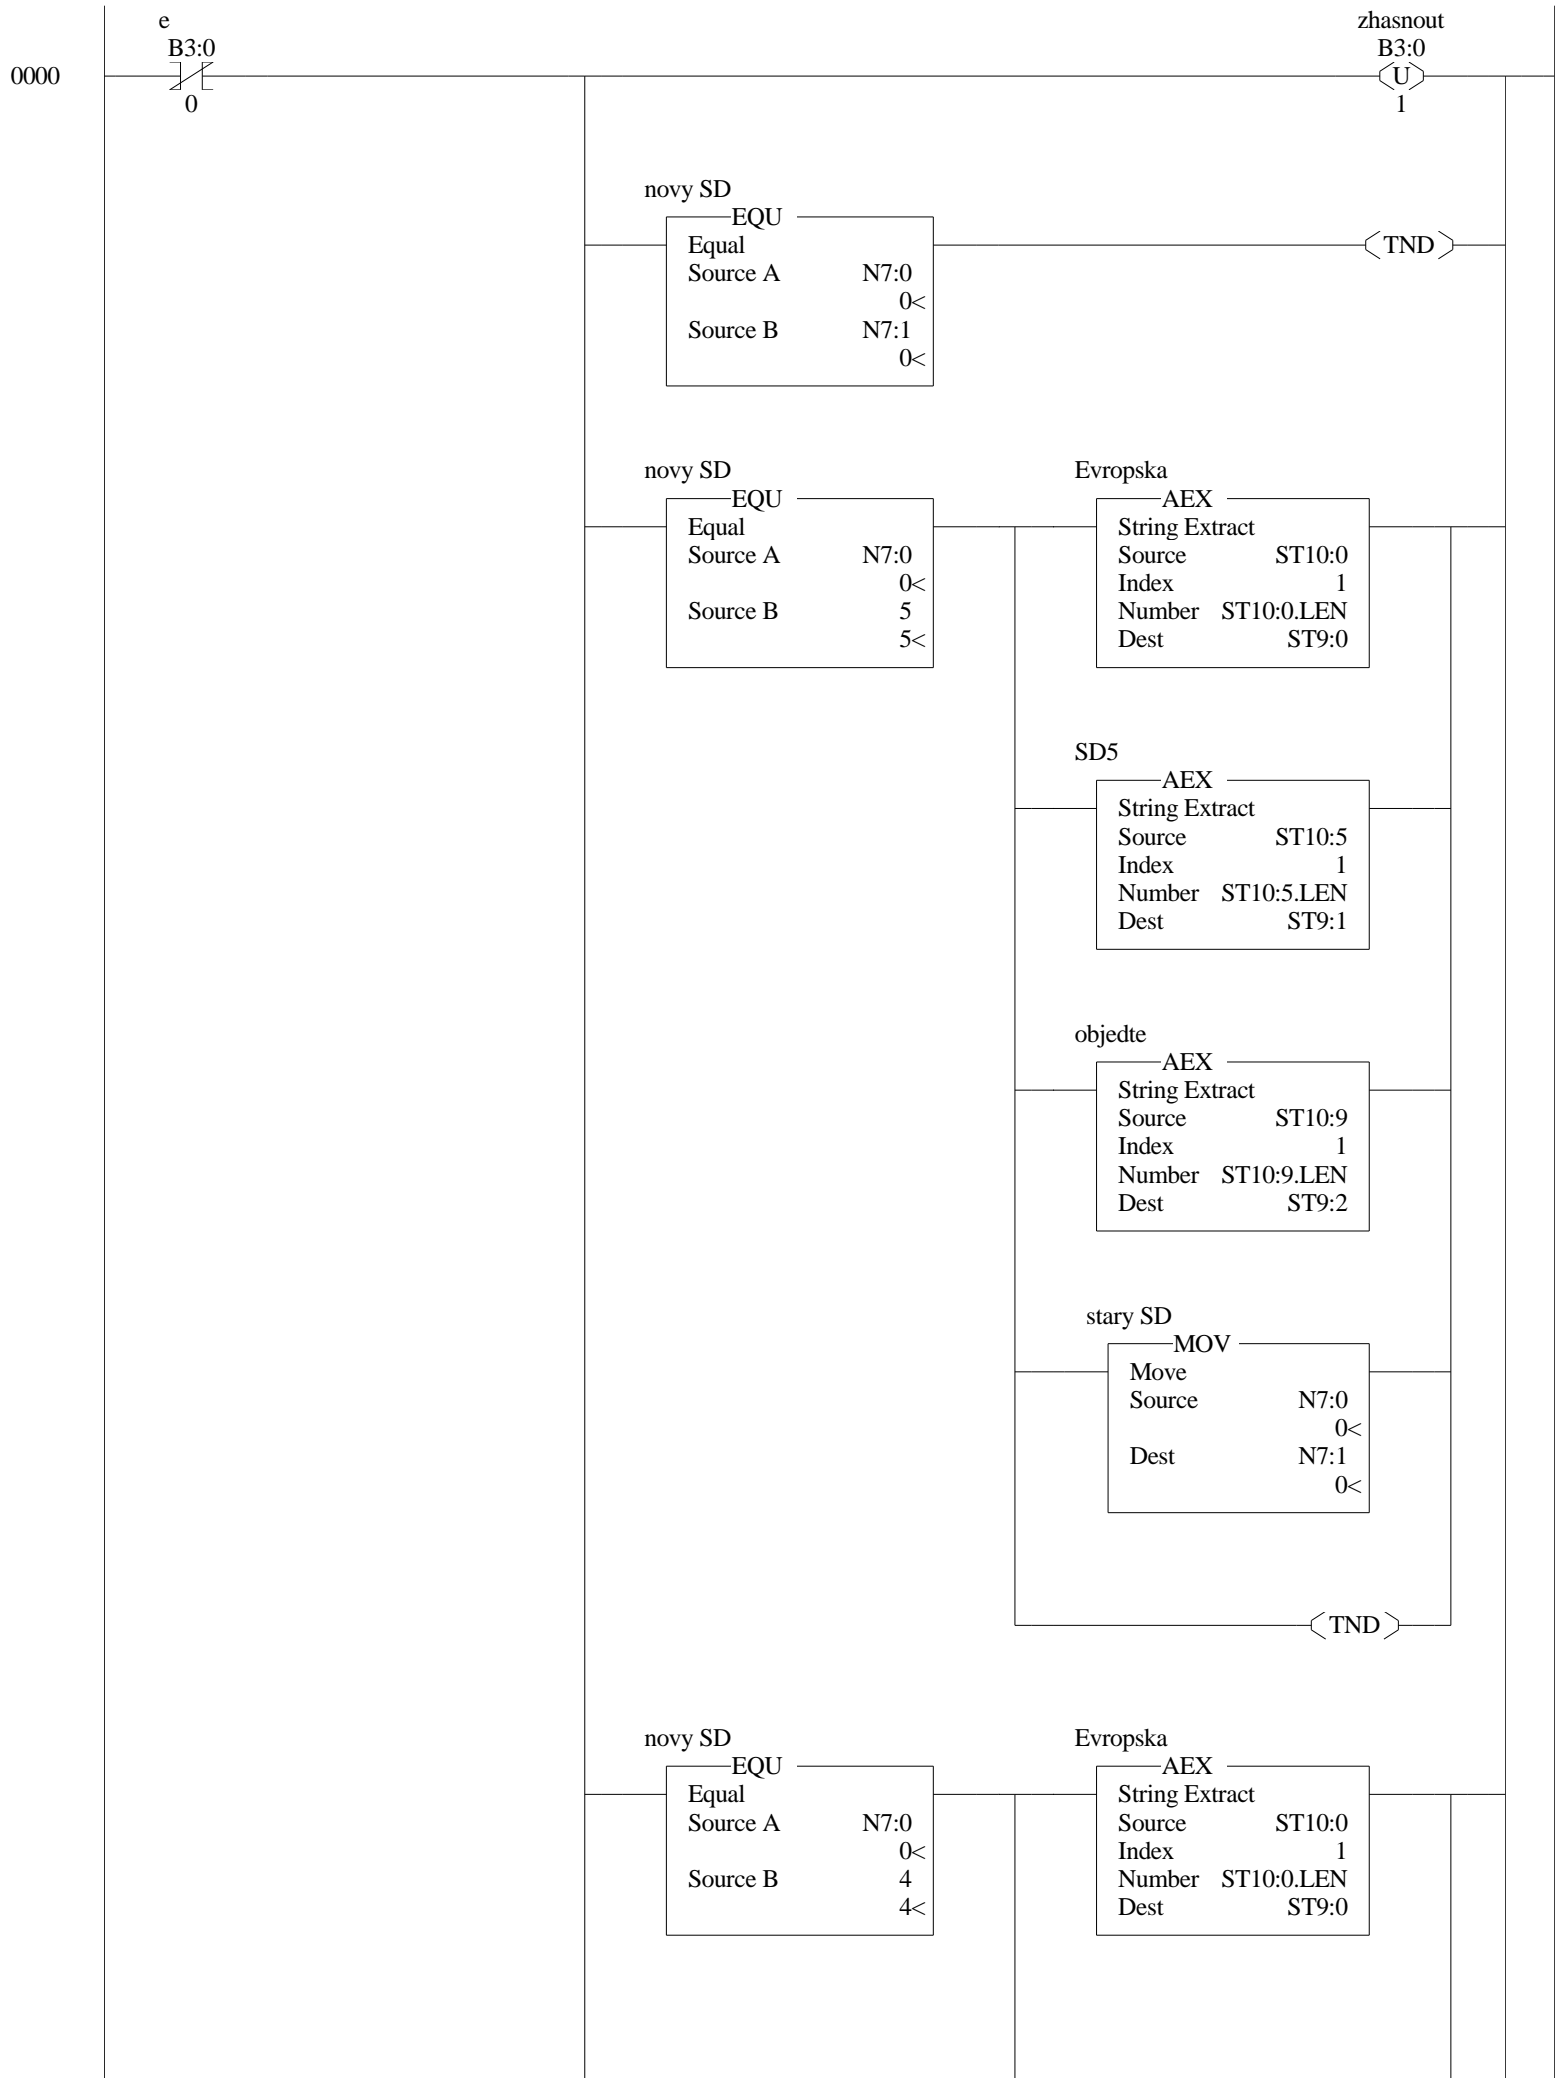 e
B3:0
0000
0
zhasnout
B3:0
U
1
novy SD
EQU
Equal
Source A N7:0
0<
Source B N7:1
0<
TND
novy SD
EQU
Equal
Source A N7:0
0<
Source B 5
5<
Evropska
AEX
String Extract
Source ST10:0
Index 1
Number ST10:0.LEN
Dest ST9:0
SD5
AEX
String Extract
Source ST10:5
Index 1
Number ST10:5.LEN
Dest ST9:1
objedte
AEX
String Extract
Source ST10:9
Index 1
Number ST10:9.LEN
Dest ST9:2
stary SD
MOV
Move
Source N7:0
0<
Dest N7:1
0<
TND
novy SD
EQU
Equal
Source A N7:0
0<
Source B 4
4<
Evropska
AEX
String Extract
Source ST10:0
Index 1
Number ST10:0.LEN
Dest ST9:0